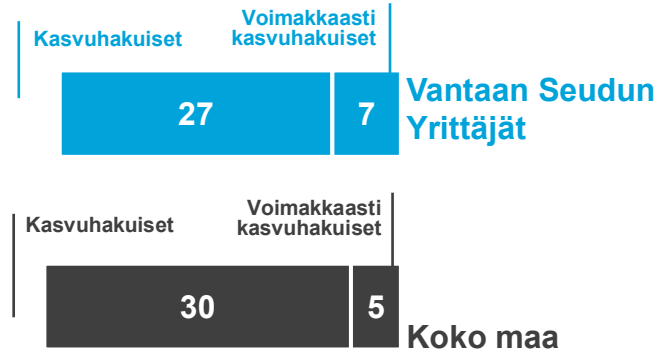 Voimakkaasti
kasvuhakuiset
Kasvuhakuiset
27
7
Vantaan Seudun
Yrittäjät
Voimakkaasti
kasvuhakuiset
Kasvuhakuiset
30
5
Koko maa